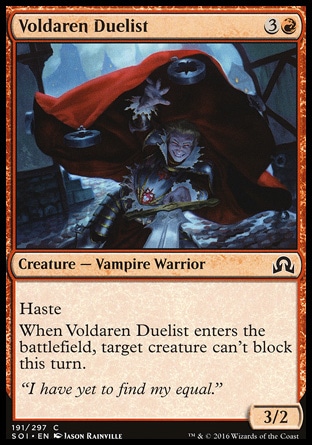 Voldaren Duelist 3
Creature — Vampire Warrior
Haste
When Voldaren Duelist enters the
battlefield, target creature can't block
this turn.
“I have yet to find my equal.”
3/2
191/297 C
SOI • EN Jason Rainville ™ & © 2016 Wizards of the Coast